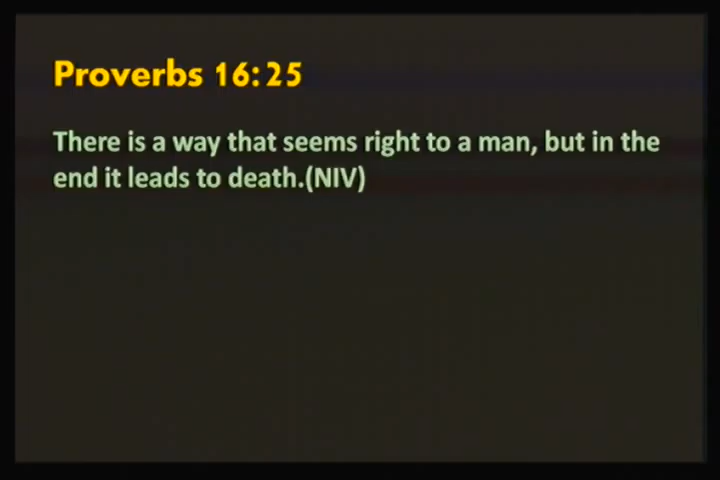 Proverbs 16:25
There is a way that seems right to a man, but in the
end it leads to death.(NIV)